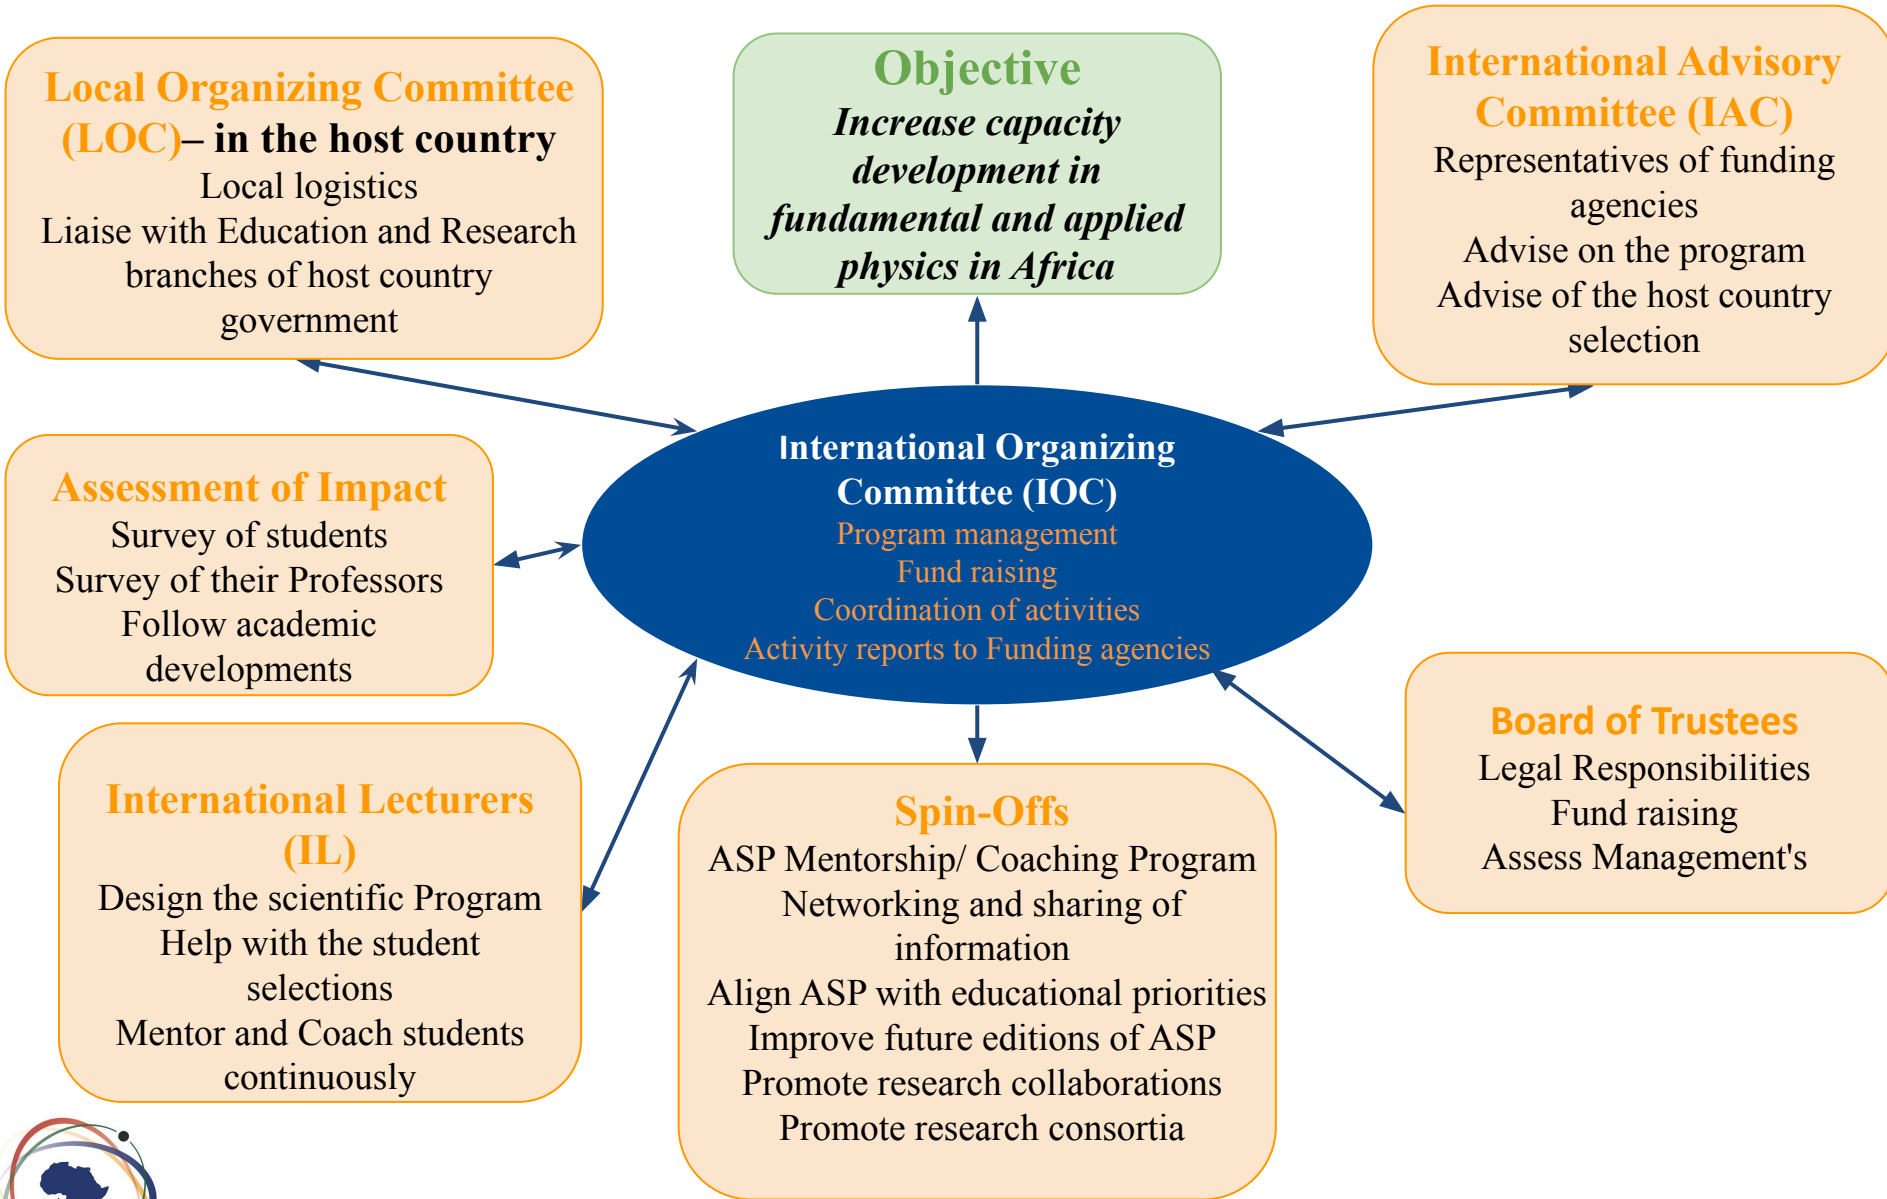 Local Organizing Committee
(LOC)– in the host country
Local logistics
Liaise with Education and Research
branches of host country
government
Objective
Increase capacity
development in
fundamental and applied
physics in Africa
International Advisory
Committee (IAC)
Representatives of funding
agencies
Advise on the program
Advise of the host country
selection
International Organizing
Committee (IOC)
Program management
Fund raising
Coordination of activities
Activity reports to Funding agencies
Assessment of Impact
Survey of students
Survey of their Professors
Follow academic
developments
International Lecturers
(IL)
Design the scientific Program
Help with the student
selections
Mentor and Coach students
continuously
Spin-Offs
ASP Mentorship/ Coaching Program
Networking and sharing of
information
Align ASP with educational priorities
Improve future editions of ASP
Promote research collaborations
Promote research consortia
Board of Trustees
Legal Responsibilities
Fund raising
Assess Management's